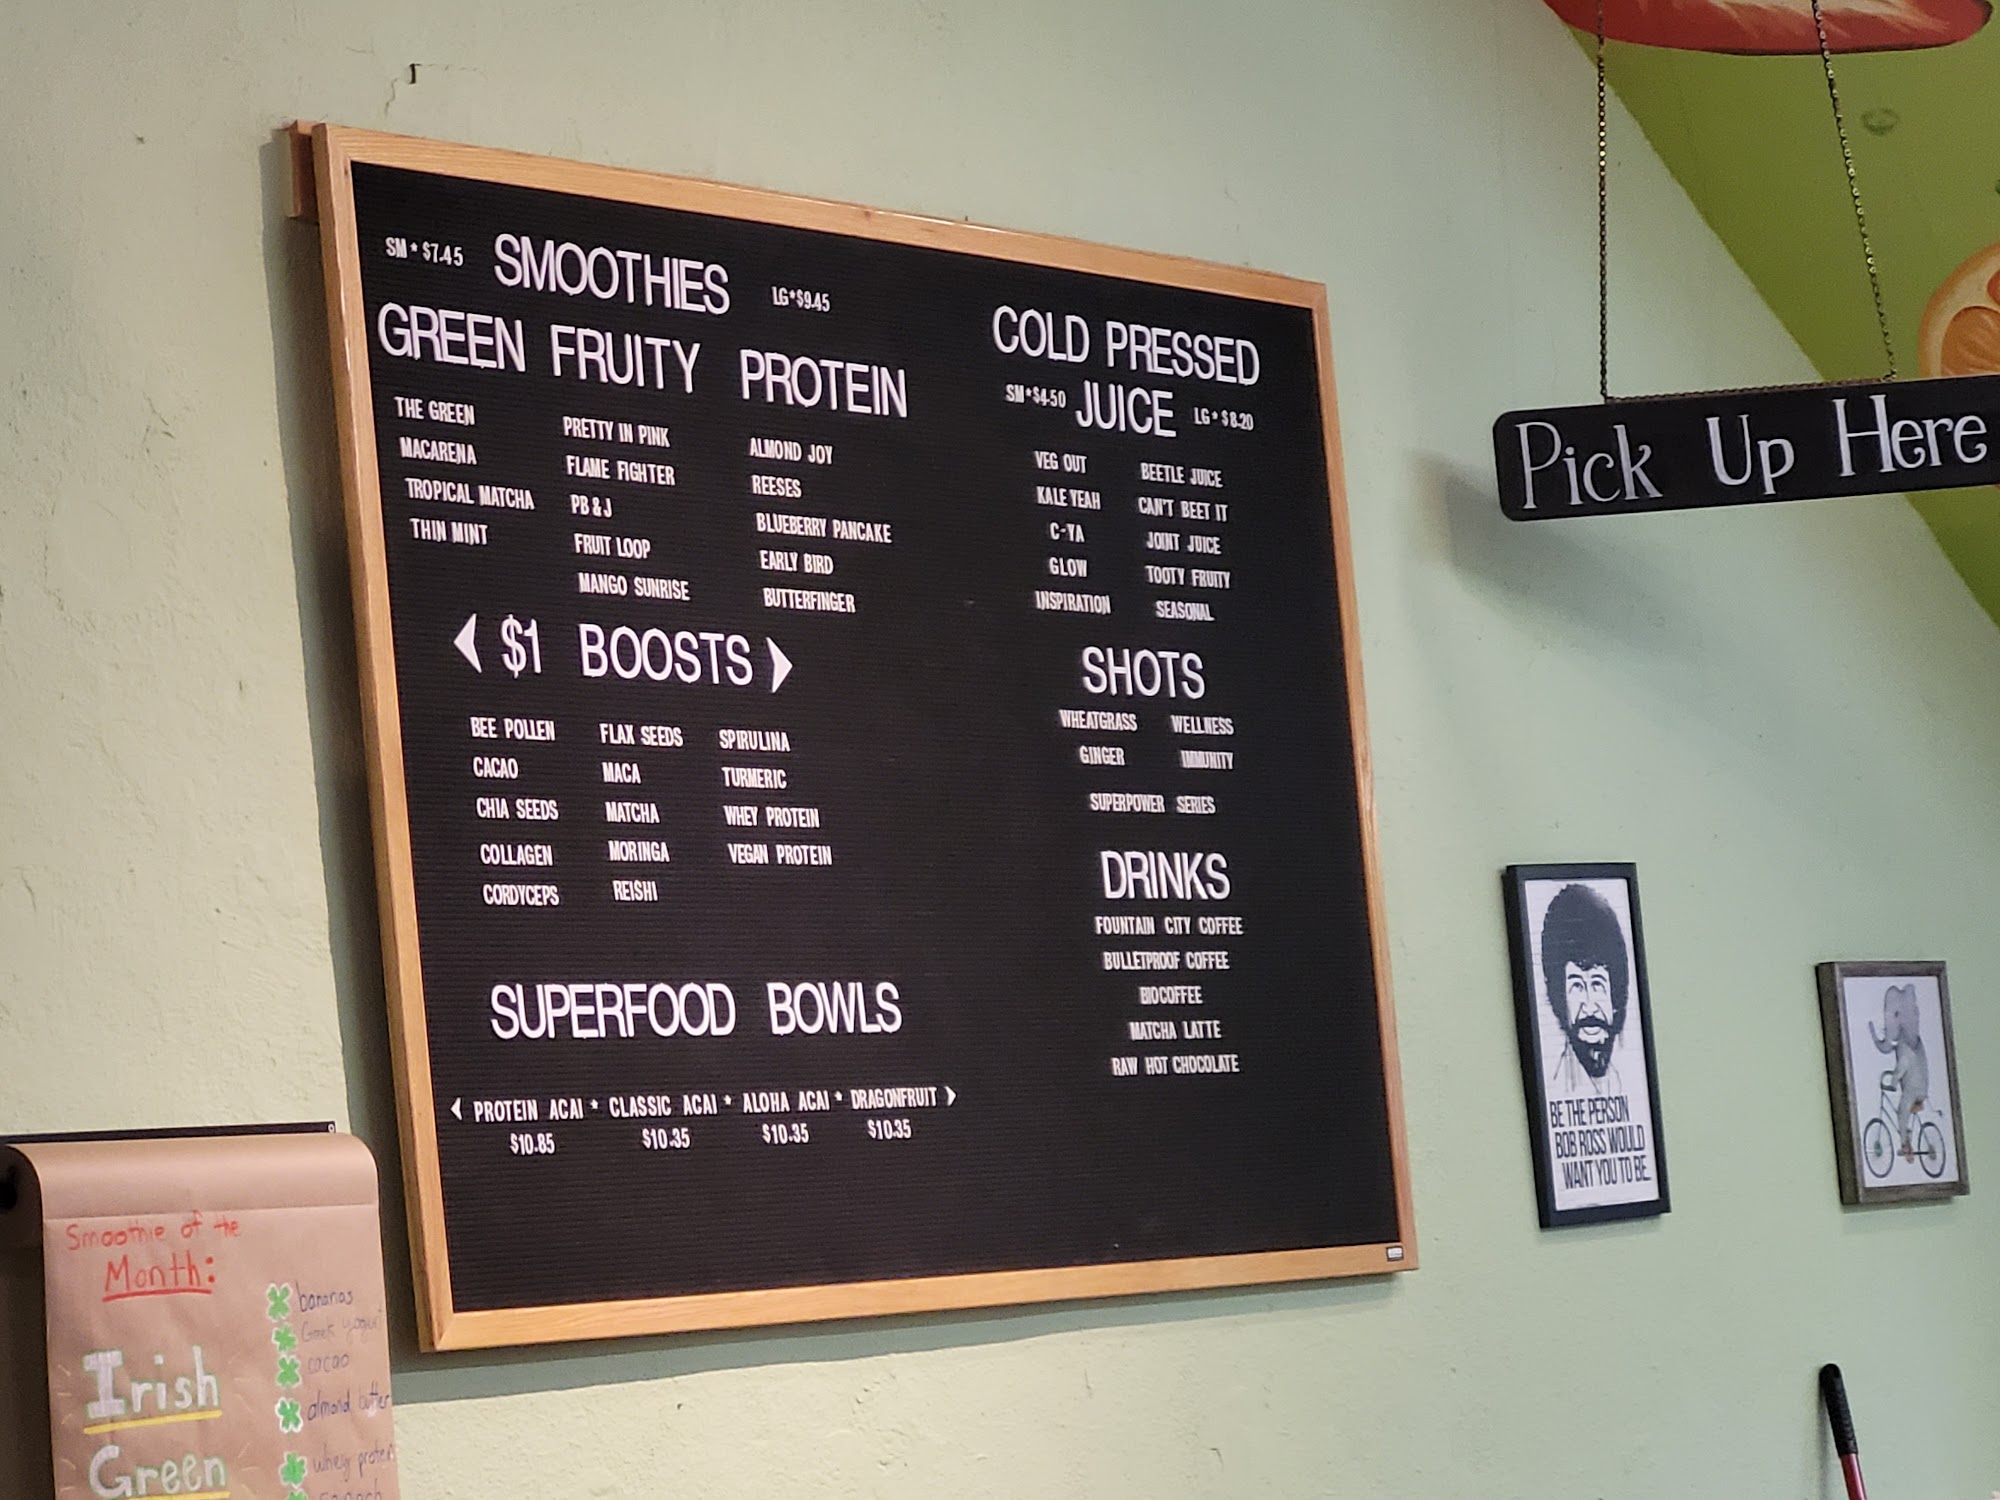 SM * $7.45 SMOOTHIES LG*$9.45
GREEN FRUITY PROTEIN
THE GREEN
MACARENA
TROPICAL MATCHA
THIN MINT
PRETTY IN PINK
FLAME FIGHTER
PB & J
FRUIT LOOP
MANGO SUNRISE
ALMOND JOY
REESES
BLUEBERRY PANCAKE
EARLY BIRD
BUTTERFINGER
< $1 BOOSTS >
BEE POLLEN
CACAO
CHIA SEEDS
COLLAGEN
CORDYCEPS
FLAX SEEDS
MACA
MATCHA
MORINGA
REISHI
SPIRULINA
TURMERIC
WHEY PROTEIN
VEGAN PROTEIN
SUPERFOOD BOWLS
< PROTEIN ACAI * CLASSIC ACAI * ALOHA ACAI * DRAGONFRUIT >
$10.85 $10.35 $10.35 $10.35
COLD PRESSED
SM*$4.50 JUICE LG * $8.20
VEG OUT
KALE YEAH
C-YA
GLOW
INSPIRATION
BEETLE JUICE
CAN'T BEET IT
JOINT JUICE
TOOTY FRUITY
SEASONAL
SHOTS
WHEATGRASS WELLNESS
GINGER IMMUNITY
SUPERPOWER SERIES
DRINKS
FOUNTAIN CITY COFFEE
BULLETPROOF COFFEE
BIOCOFFEE
MATCHA LATTE
RAW HOT CHOCOLATE
Pick Up Here
BE THE PERSON
BOB ROSS WOULD
WANT YOU TO BE.
Smoothie of the
Month:
Irish
Green
bananas
Greek yogurt
cacao
almond butter
whey protein
spinach